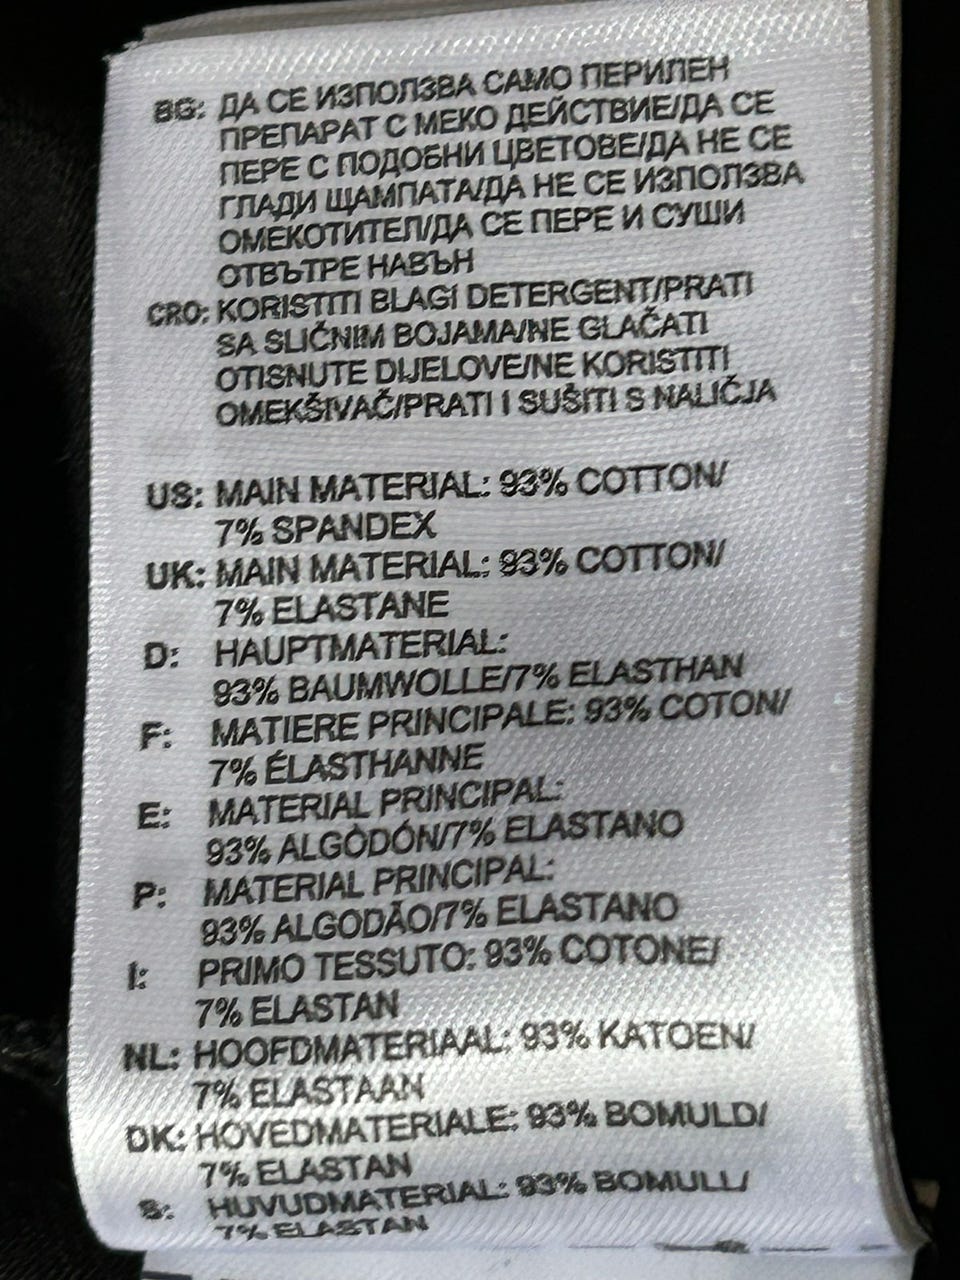 BG: ДА СЕ ИЗПОЛЗВА САМО ПЕРИЛЕН
ПРЕПАРАТ С МЕКО ДЕЙСТВИЕ/ДА СЕ
ПЕРЕ С ПОДОБНИ ЦВЕТОВЕ/ДА НЕ СЕ
ГЛАДИ ЩАМПАТА/ДА НЕ СЕ ИЗПОЛЗВА
ОМЕКОТИТЕЛ/ДА СЕ ПЕРЕ И СУШИ
ОТВЪТРЕ НАВЪН
CRO: KORISTITI BLAGI DETERGENT/PRATI
SA SLIČNIM BOJAMA/NE GLAČATI
OTISNUTE DIJELOVE/NE KORISTITI
OMEKŠIVAČ/PRATI I SUŠITI S NALIČJA
US: MAIN MATERIAL: 93% COTTON/
7% SPANDEX
UK: MAIN MATERIAL: 93% COTTON/
7% ELASTANE
D: HAUPTMATERIAL:
93% BAUMWOLLE/7% ELASTHAN
F: MATIERE PRINCIPALE: 93% COTON/
7% ÉLASTHANNE
E: MATERIAL PRINCIPAL:
93% ALGÒDÓN/7% ELASTANO
P: MATERIAL PRINCIPAL:
93% ALGODÃO/7% ELASTANO
I: PRIMO TESSUTO: 93% COTONE/
7% ELASTAN
NL: HOOFDMATERIAAL: 93% KATOEN/
7% ELASTAAN
DK: HOVEDMATERIALE: 93% BOMULD/
7% ELASTAN
S: HUVUDMATERIAL: 93% BOMULL/
7% ELASTAN